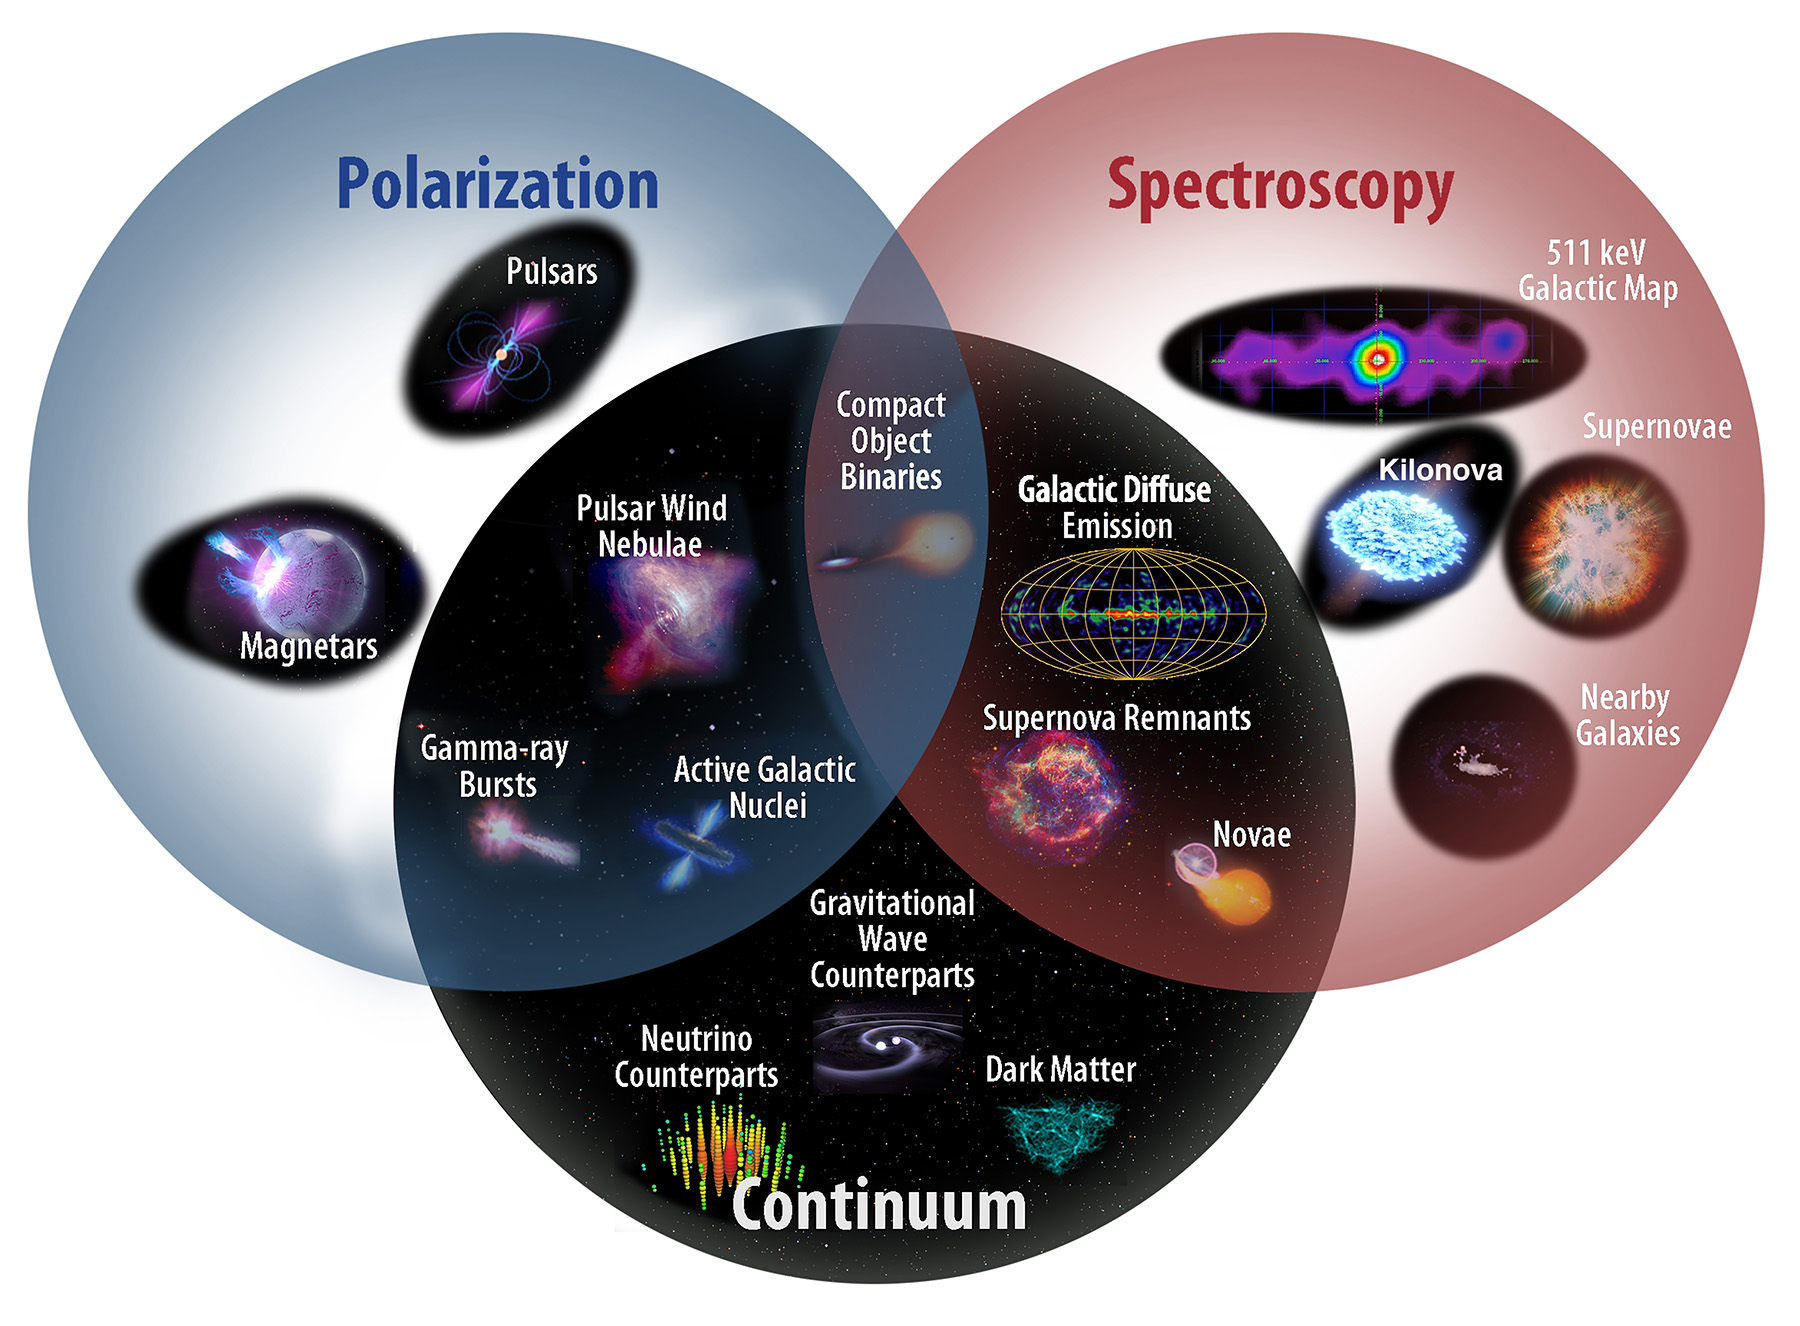 Polarization
Spectroscopy
Pulsars
511 keV
Galactic Map
Compact
Object
Binaries
Supernovae
Kilonova
Galactic Diffuse
Emission
Pulsar Wind
Nebulae
Magnetars
Supernova Remnants
Nearby
Galaxies
Gamma-ray
Bursts
Active Galactic
Nuclei
Novae
Gravitational
Wave
Counterparts
Neutrino
Counterparts
Dark Matter
Continuum